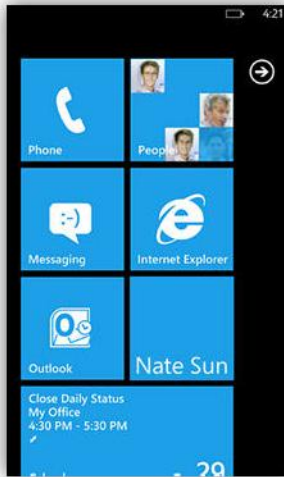 4:21
Phone
People
Messaging
:-)
Internet Explorer
Outlook
Nate Sun
Close Daily Status
My Office
4:30 PM - 5:30 PM
29